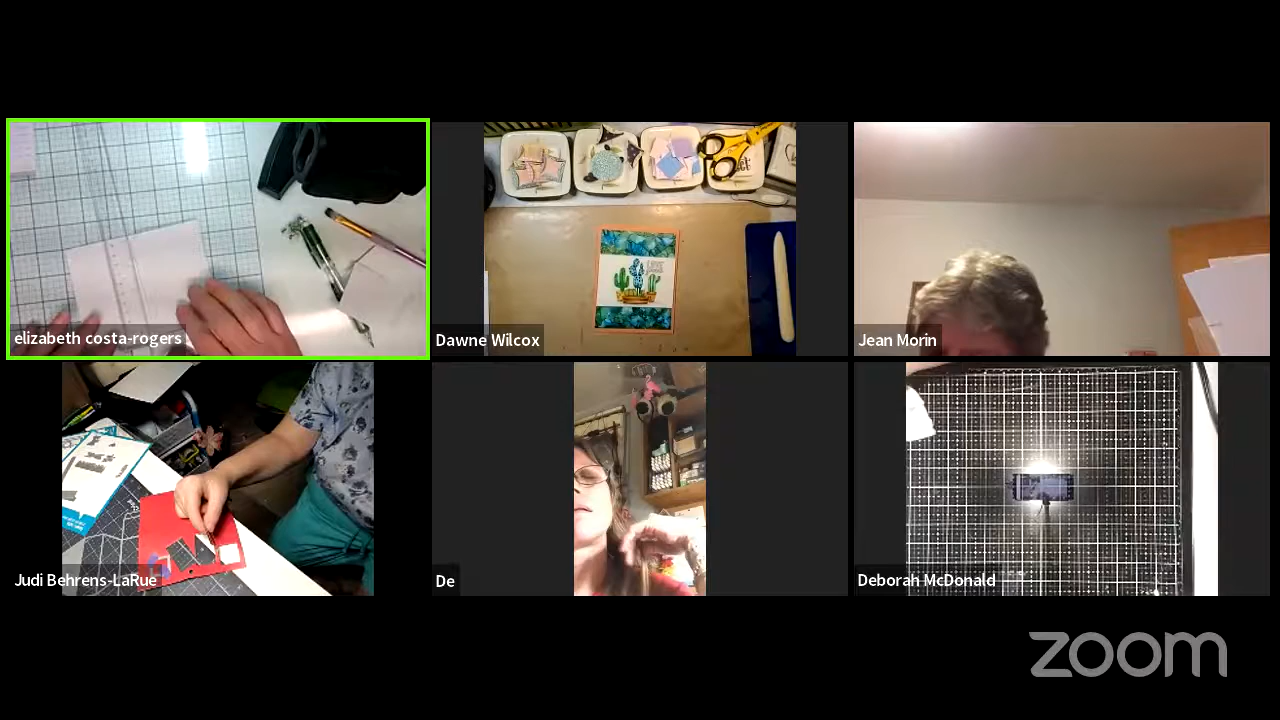 elizabeth costa-rogers
Dawne Wilcox
Jean Morin
Judi Behrens-LaRue
De
Deborah McDonald
zoom